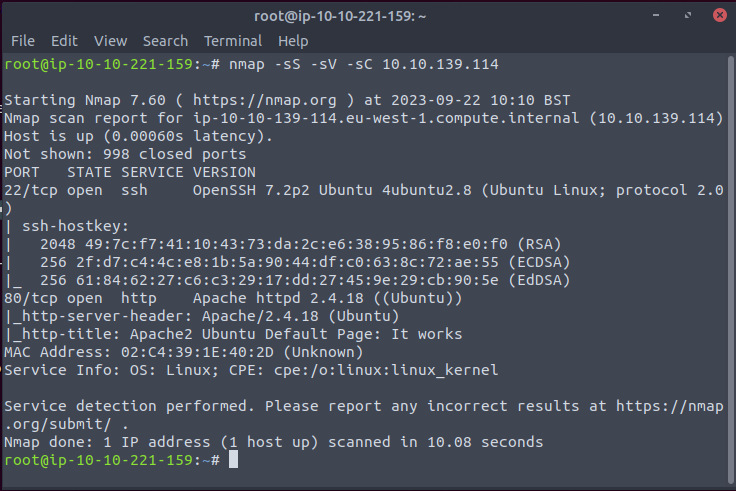 root@ip-10-10-221-159: ~
File Edit View Search Terminal Help
root@ip-10-10-221-159:~# nmap -sS -sV -sC 10.10.139.114
Starting Nmap 7.60 ( https://nmap.org ) at 2023-09-22 10:10 BST
Nmap scan report for ip-10-10-139-114.eu-west-1.compute.internal (10.10.139.114)
Host is up (0.00060s latency).
Not shown: 998 closed ports
PORT   STATE SERVICE VERSION
22/tcp open  ssh     OpenSSH 7.2p2 Ubuntu 4ubuntu2.8 (Ubuntu Linux; protocol 2.0
)
| ssh-hostkey:
|   2048 49:7c:f7:41:10:43:73:da:2c:e6:38:95:86:f8:e0:f0 (RSA)
|   256 2f:d7:c4:4c:e8:1b:5a:90:44:df:c0:63:8c:72:ae:55 (ECDSA)
|_  256 61:84:62:27:c6:c3:29:17:dd:27:45:9e:29:cb:90:5e (EdDSA)
80/tcp open  http    Apache httpd 2.4.18 ((Ubuntu))
|_http-server-header: Apache/2.4.18 (Ubuntu)
|_http-title: Apache2 Ubuntu Default Page: It works
MAC Address: 02:C4:39:1E:40:2D (Unknown)
Service Info: OS: Linux; CPE: cpe:/o:linux:linux_kernel
Service detection performed. Please report any incorrect results at https://nmap
.org/submit/ .
Nmap done: 1 IP address (1 host up) scanned in 10.08 seconds
root@ip-10-10-221-159:~#